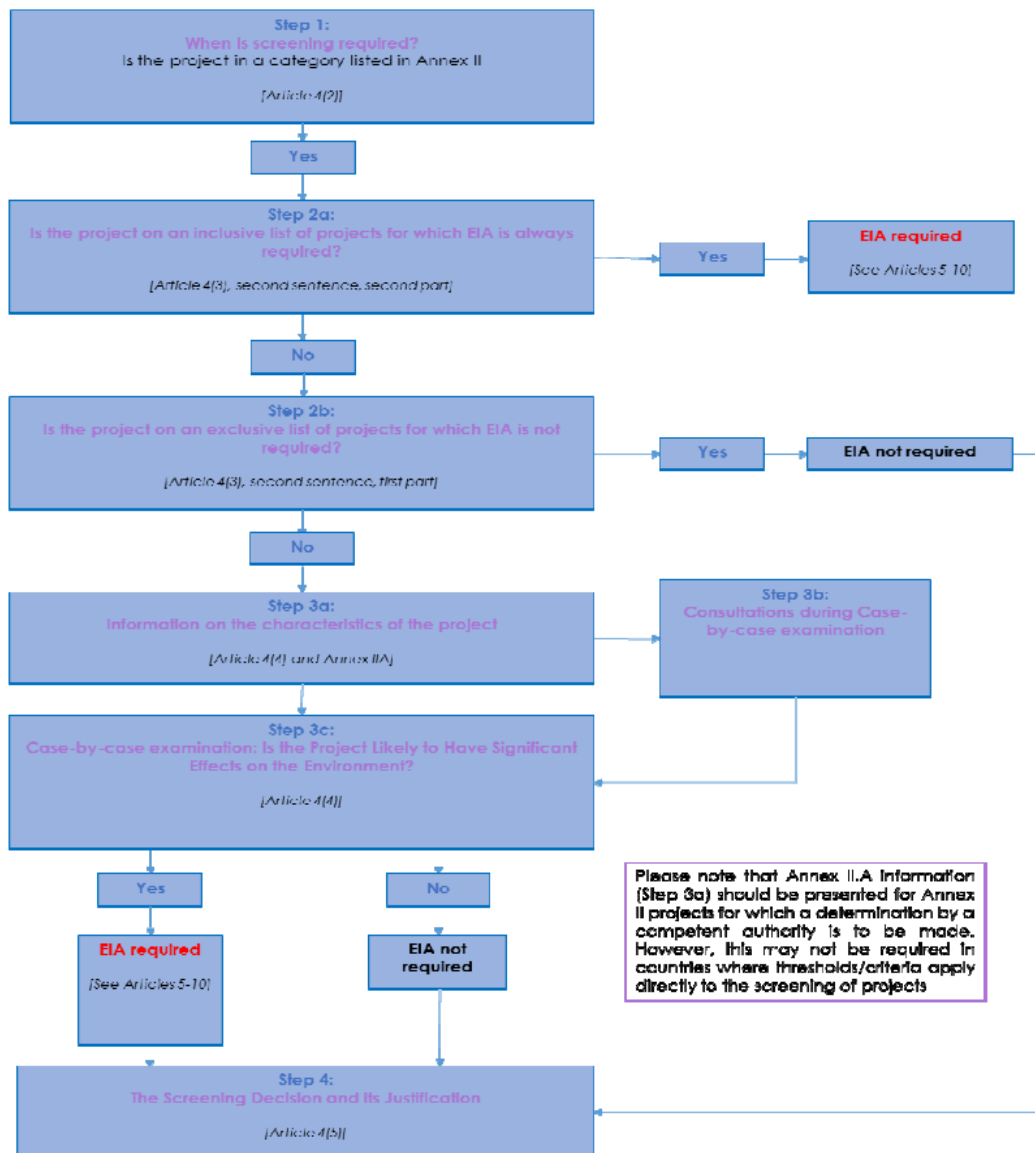 Step 1:
When is screening required?
Is the project in a category listed in Annex II
[Article 4(2)]
Yes
Step 2a:
Is the project on an inclusive list of projects for which EIA is always
required?
[Article 4(3), second sentence, second part]
Yes
EIA required
[See Articles 5-10]
No
Step 2b:
Is the project on an exclusive list of projects for which EIA is not
required?
[Article 4(3), second sentence, first part]
Yes
EIA not required
No
Step 3a:
Information on the characteristics of the project
[Article 4(4) and Annex IIA]
Step 3b:
Consultations during Case-
by-case examination
Step 3c:
Case-by-case examination: Is the Project Likely to Have Significant
Effects on the Environment?
[Article 4(4)]
Yes
No
EIA required
[See Articles 5-10]
EIA not
required
Please note that Annex II.A information
(Step 3a) should be presented for Annex
II projects for which a determination by a
competent authority is to be made.
However, this may not be required in
countries where thresholds/criteria apply
directly to the screening of projects
Step 4:
The Screening Decision and its Justification
[Article 4(5)]